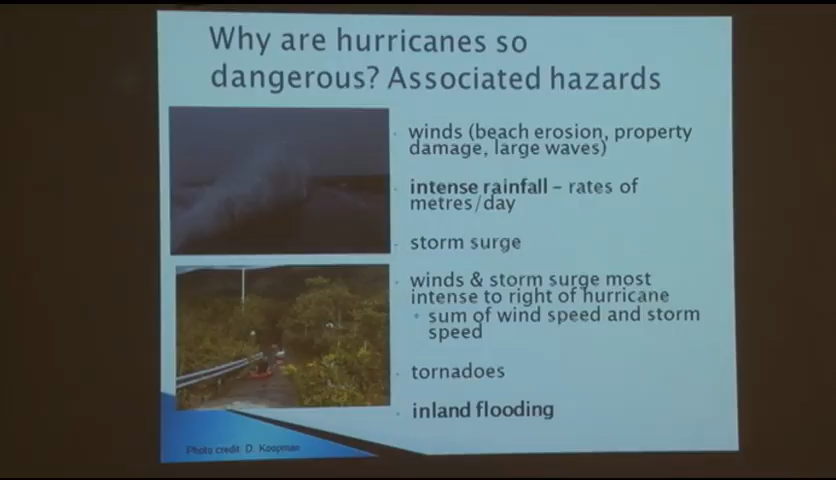 Why are hurricanes so
dangerous? Associated hazards
winds (beach erosion, property
damage, large waves)
intense rainfall – rates of
metres/day
storm surge
winds & storm surge most
intense to right of hurricane
sum of wind speed and storm
speed
tornadoes
inland flooding
Photo credit: D. Koopman